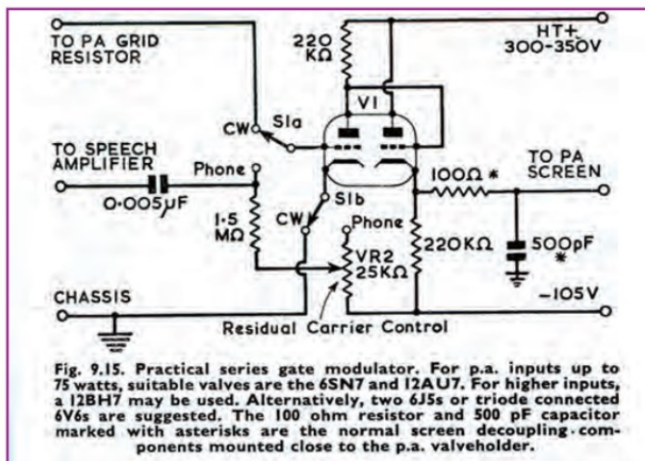 TO PA GRID
RESISTOR
220
KΩ
HT+
300-350V
V1
S1a
CW
TO SPEECH
AMPLIFIER
Phone
0·005µF
S1b
CW
Phone
100Ω *
TO PA
SCREEN
1·5
MΩ
VR2
25KΩ
220KΩ
500pF
*
CHASSIS
Residual Carrier Control
-105V
Fig. 9.15. Practical series gate modulator. For p.a. inputs up to
75 watts, suitable valves are the 6SN7 and 12AU7. For higher inputs,
a 12BH7 may be used. Alternatively, two 6J5s or triode connected
6V6s are suggested. The 100 ohm resistor and 500 pF capacitor
marked with asterisks are the normal screen decoupling com-
ponents mounted close to the p.a. valveholder.